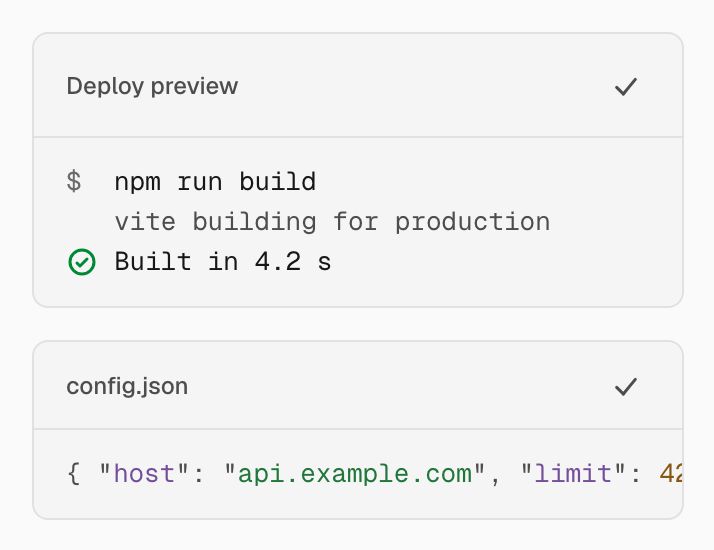 Deploy preview
$ npm run build
vite building for production
Built in 4.2 s
config.json
{ "host": "api.example.com", "limit": 42